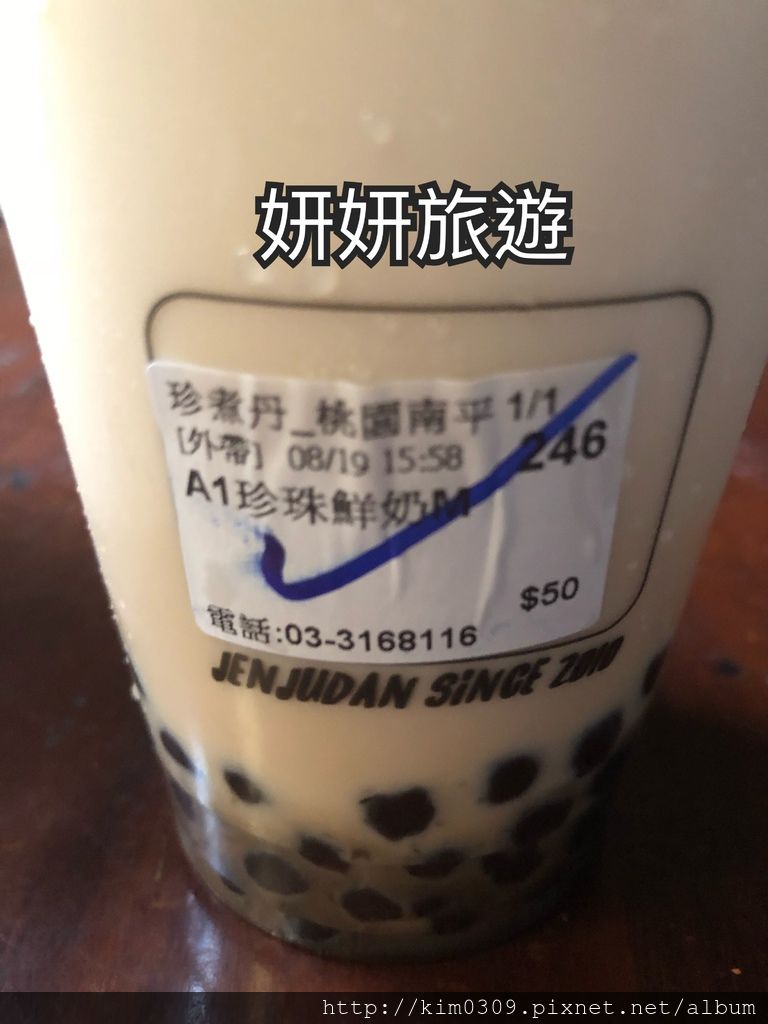 妍妍旅遊
珍煮丹_桃園南平 1/1
[外帶] 08/19 15:58 246
A1珍珠鮮奶M
$50
電話:03-3168116
JENJUDAN SINCE 2010
http://kim0309.pixnet.net/album